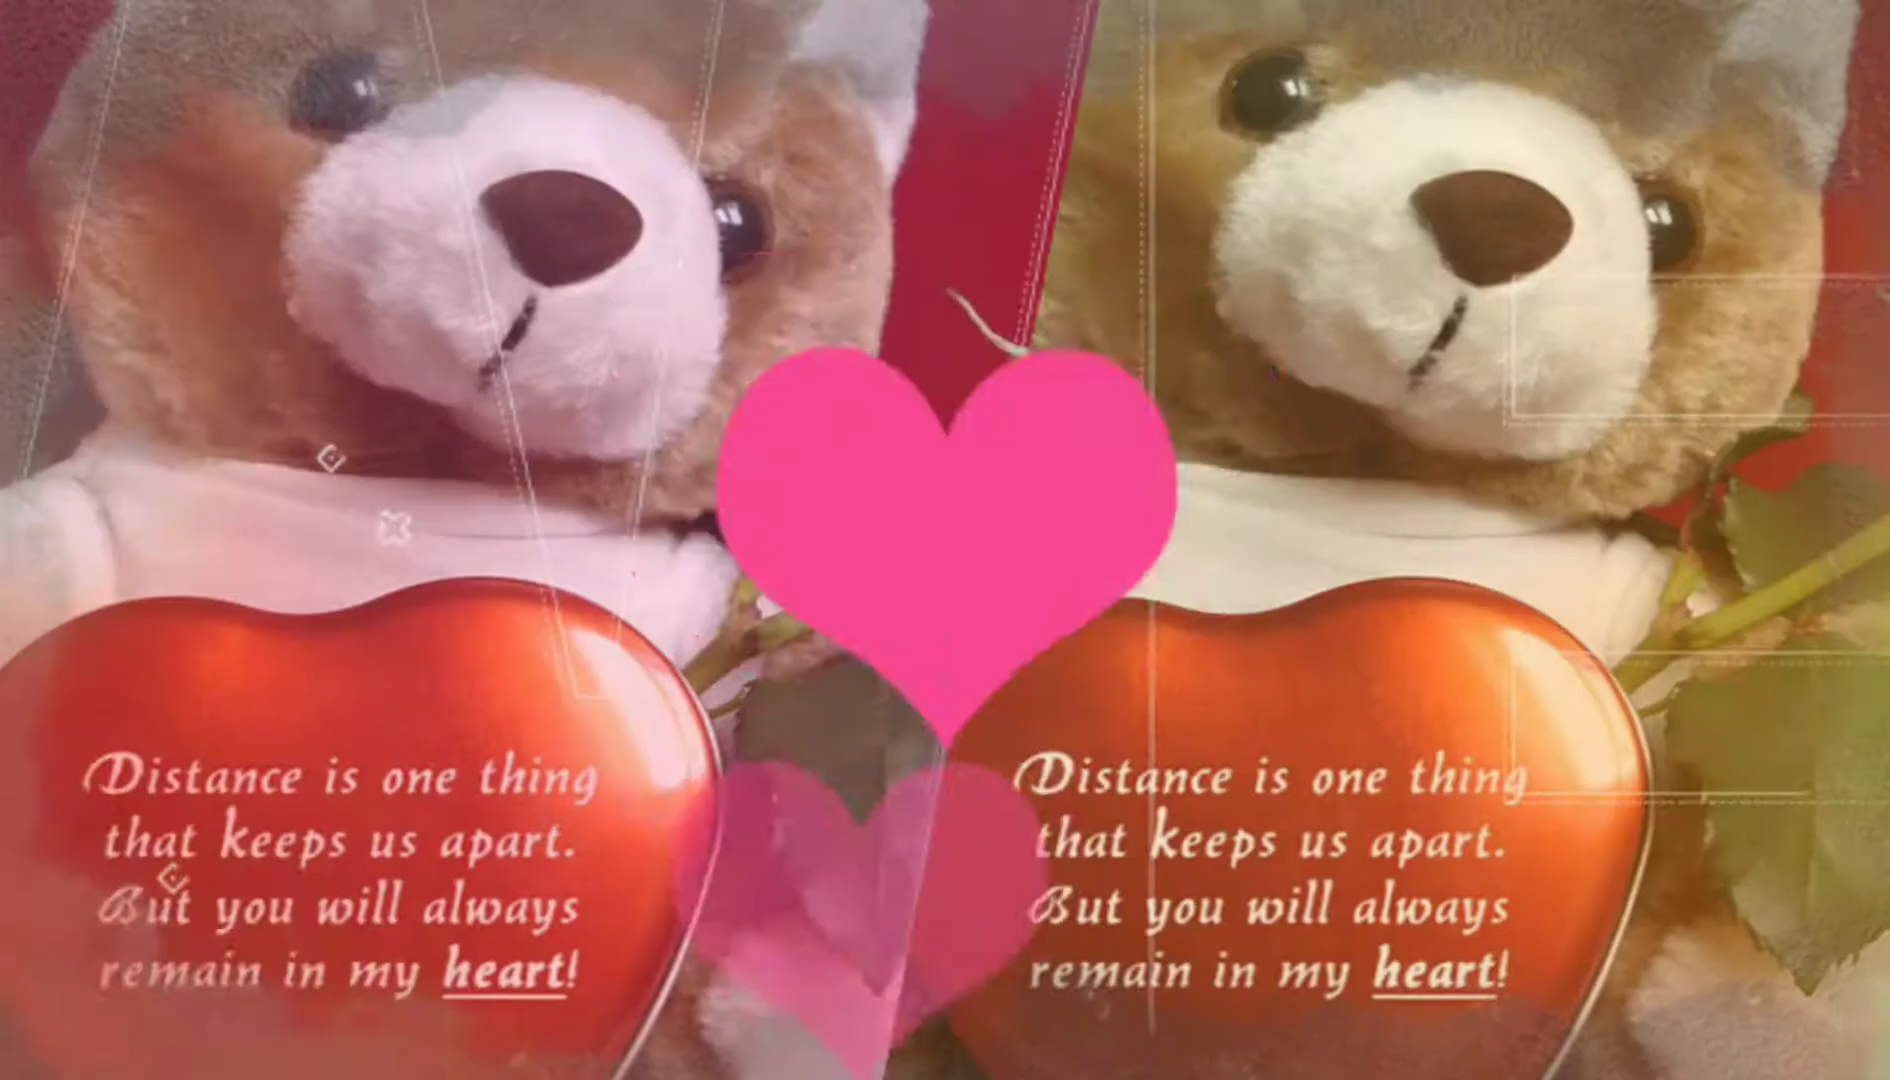 Distance is one thing
that keeps us apart.
But you will always
remain in my heart!
Distance is one thing
that keeps us apart.
But you will always
remain in my heart!